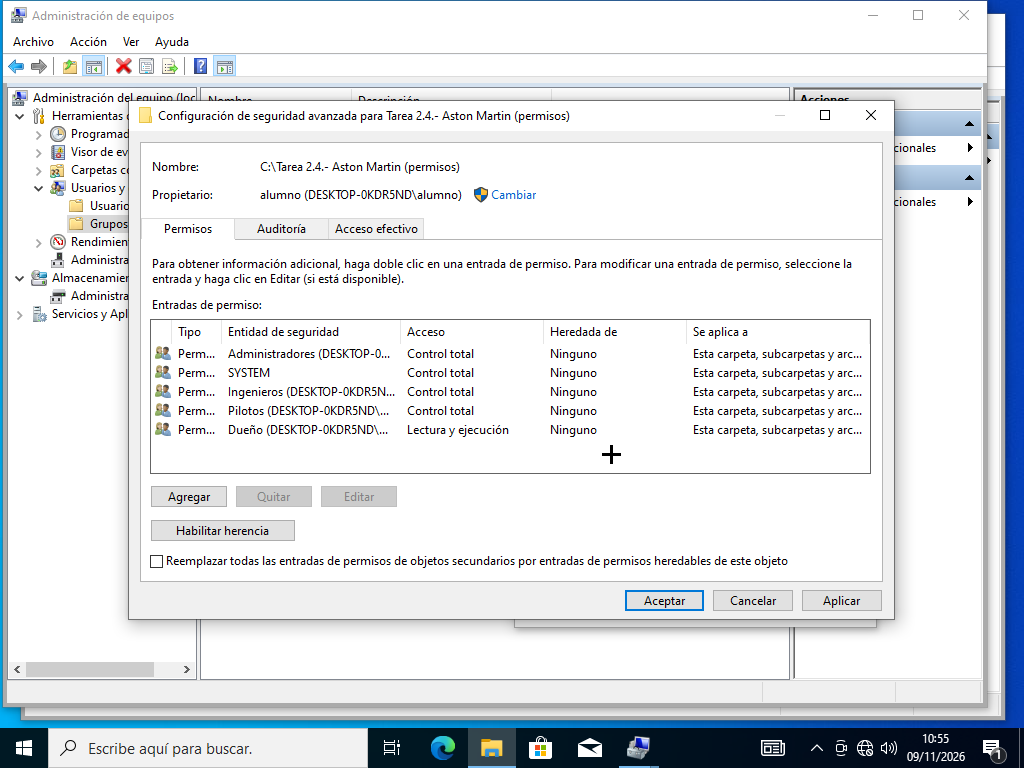 Administración de equipos
Archivo Acción Ver Ayuda
Administración del equipo (loc
Herramientas
Programad
Visor de ev
Carpetas co
Usuarios y
Usuario
Grupos
Rendimien
Administra
Almacenamien
Administra
Servicios y Apl
Nombre Descripción
Acciones
cionales
cionales
Configuración de seguridad avanzada para Tarea 2.4.- Aston Martin (permisos)
Nombre: C:\Tarea 2.4.- Aston Martin (permisos)
Propietario: alumno (DESKTOP-0KDR5ND\alumno) Cambiar
Permisos Auditoría Acceso efectivo
Para obtener información adicional, haga doble clic en una entrada de permiso. Para modificar una entrada de permiso, seleccione la
entrada y haga clic en Editar (si está disponible).
Entradas de permiso:
Tipo Entidad de seguridad Acceso Heredada de Se aplica a
Perm... Administradores (DESKTOP-0... Control total Ninguno Esta carpeta, subcarpetas y arc...
Perm... SYSTEM Control total Ninguno Esta carpeta, subcarpetas y arc...
Perm... Ingenieros (DESKTOP-0KDR5N... Control total Ninguno Esta carpeta, subcarpetas y arc...
Perm... Pilotos (DESKTOP-0KDR5ND\... Control total Ninguno Esta carpeta, subcarpetas y arc...
Perm... Dueño (DESKTOP-0KDR5ND\... Lectura y ejecución Ninguno Esta carpeta, subcarpetas y arc...
Agregar Quitar Editar
Habilitar herencia
Reemplazar todas las entradas de permisos de objetos secundarios por entradas de permisos heredables de este objeto
Aceptar Cancelar Aplicar
Escribe aquí para buscar.
10:55
09/11/2026
1